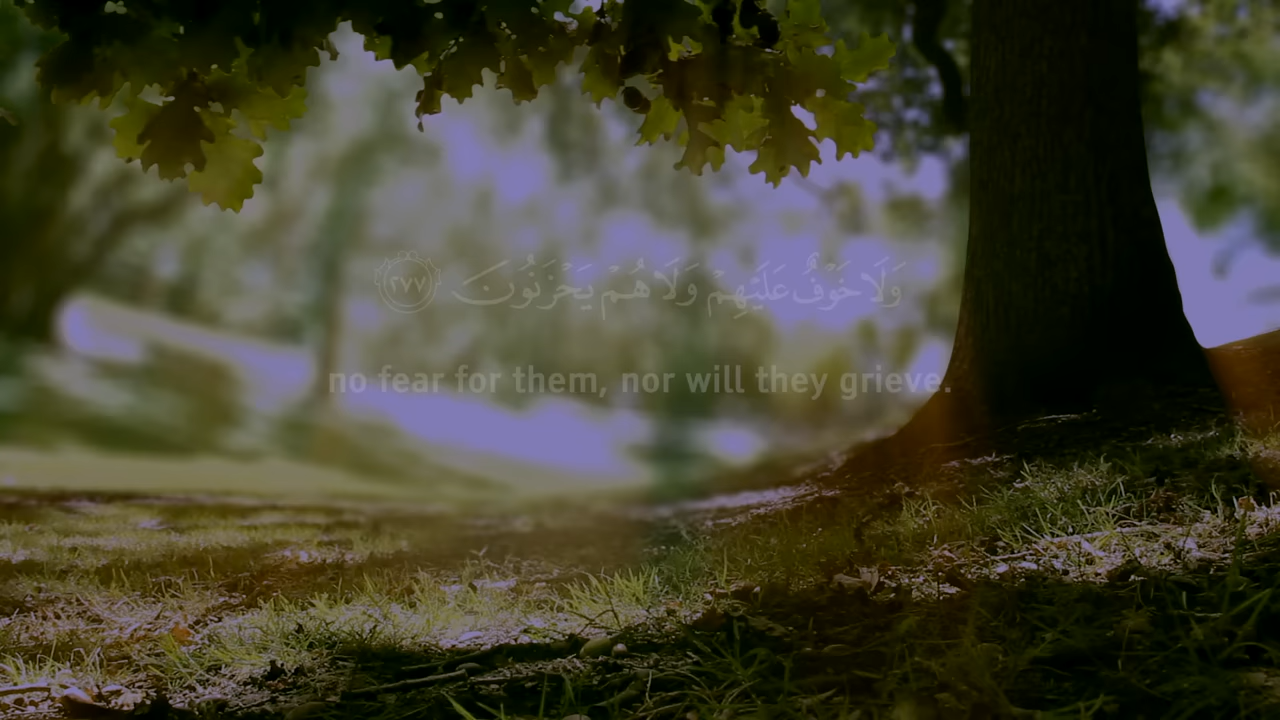 وَلَا خَوْفٌ عَلَيْهِمْ وَلَا هُمْ يَحْزَنُونَ ٢٧٧
no fear for them, nor will they grieve.